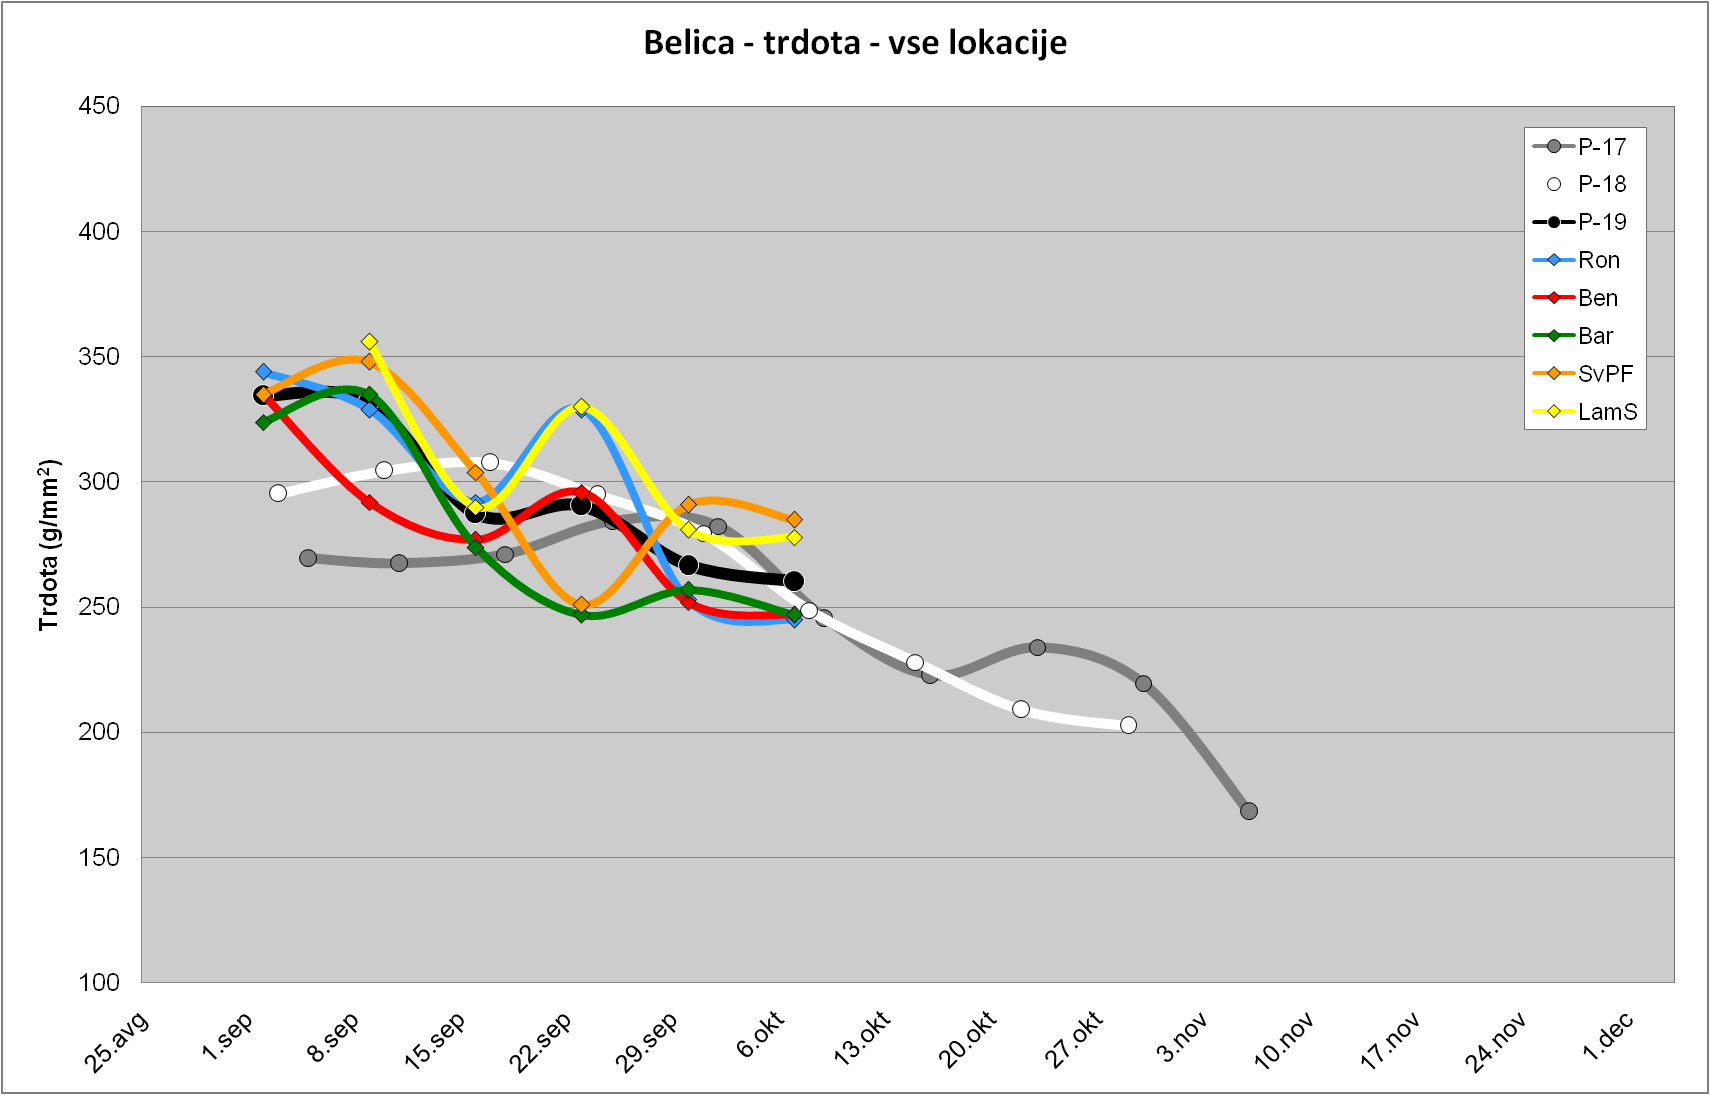 Belica - trdota - vse lokacije
Trdota (g/mm²)
450
400
350
300
250
200
150
100
25.avg
1.sep
8.sep
15.sep
22.sep
29.sep
6.okt
13.okt
20.okt
27.okt
3.nov
10.nov
17.nov
24.nov
1.dec
P-17
P-18
P-19
Ron
Ben
Bar
SvPF
LamS